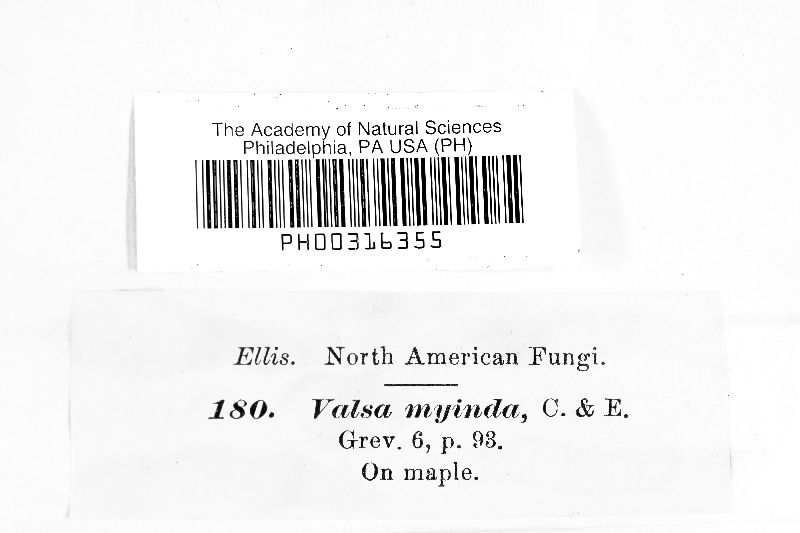 The Academy of Natural Sciences
Philadelphia, PA USA (PH)
PH00316355
Ellis. North American Fungi.
180. Valsa myinda, C. & E.
Grev. 6, p. 93.
On maple.